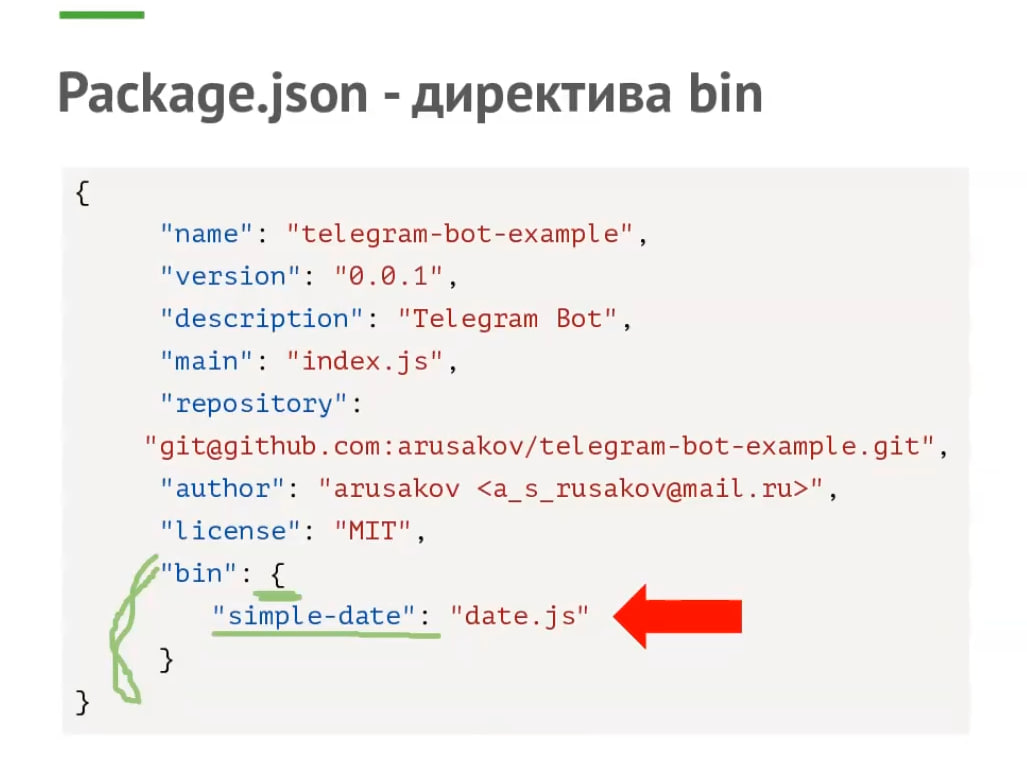 Package.json - директива bin
{
"name": "telegram-bot-example",
"version": "0.0.1",
"description": "Telegram Bot",
"main": "index.js",
"repository":
"git@github.com:arusakov/telegram-bot-example.git",
"author": "arusakov <a_s_rusakov@mail.ru>",
"license": "MIT",
"bin": {
"simple-date": "date.js"
}
}